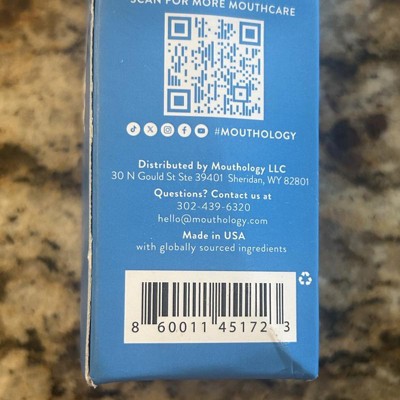 SCAN FOR MORE MOUTHCARE
#MOUTHOLOGY
Distributed by Mouthology LLC
30 N Gould St Ste 39401 Sheridan, WY 82801
Questions? Contact us at
302-439-6320
hello@mouthology.com
Made in USA
with globally sourced ingredients
8 60011 45172 3